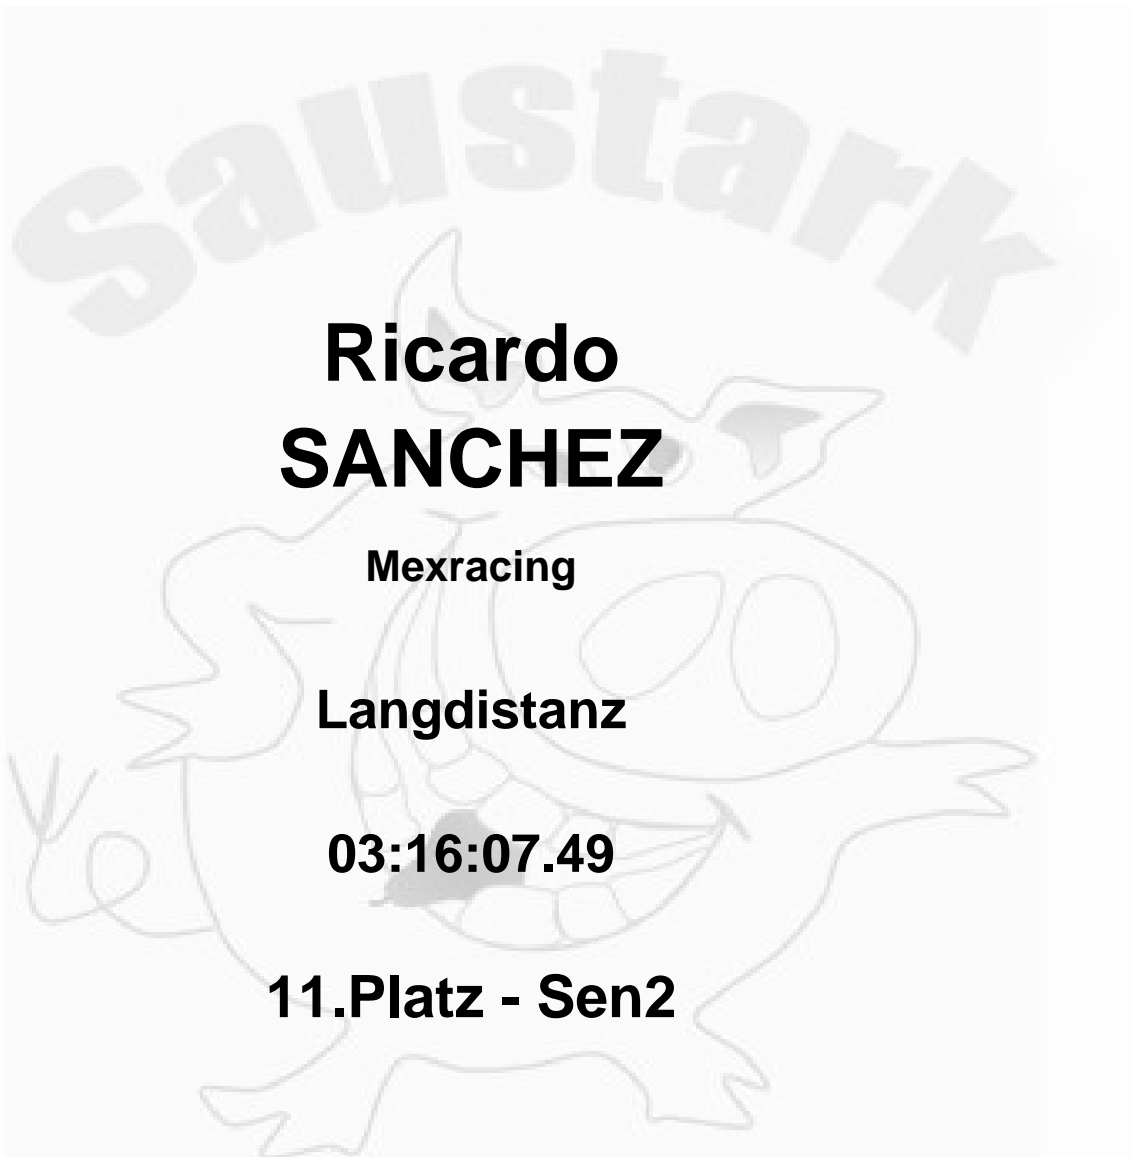 Saustark
Ricardo
SANCHEZ
Mexracing
Langdistanz
03:16:07.49
11.Platz - Sen2